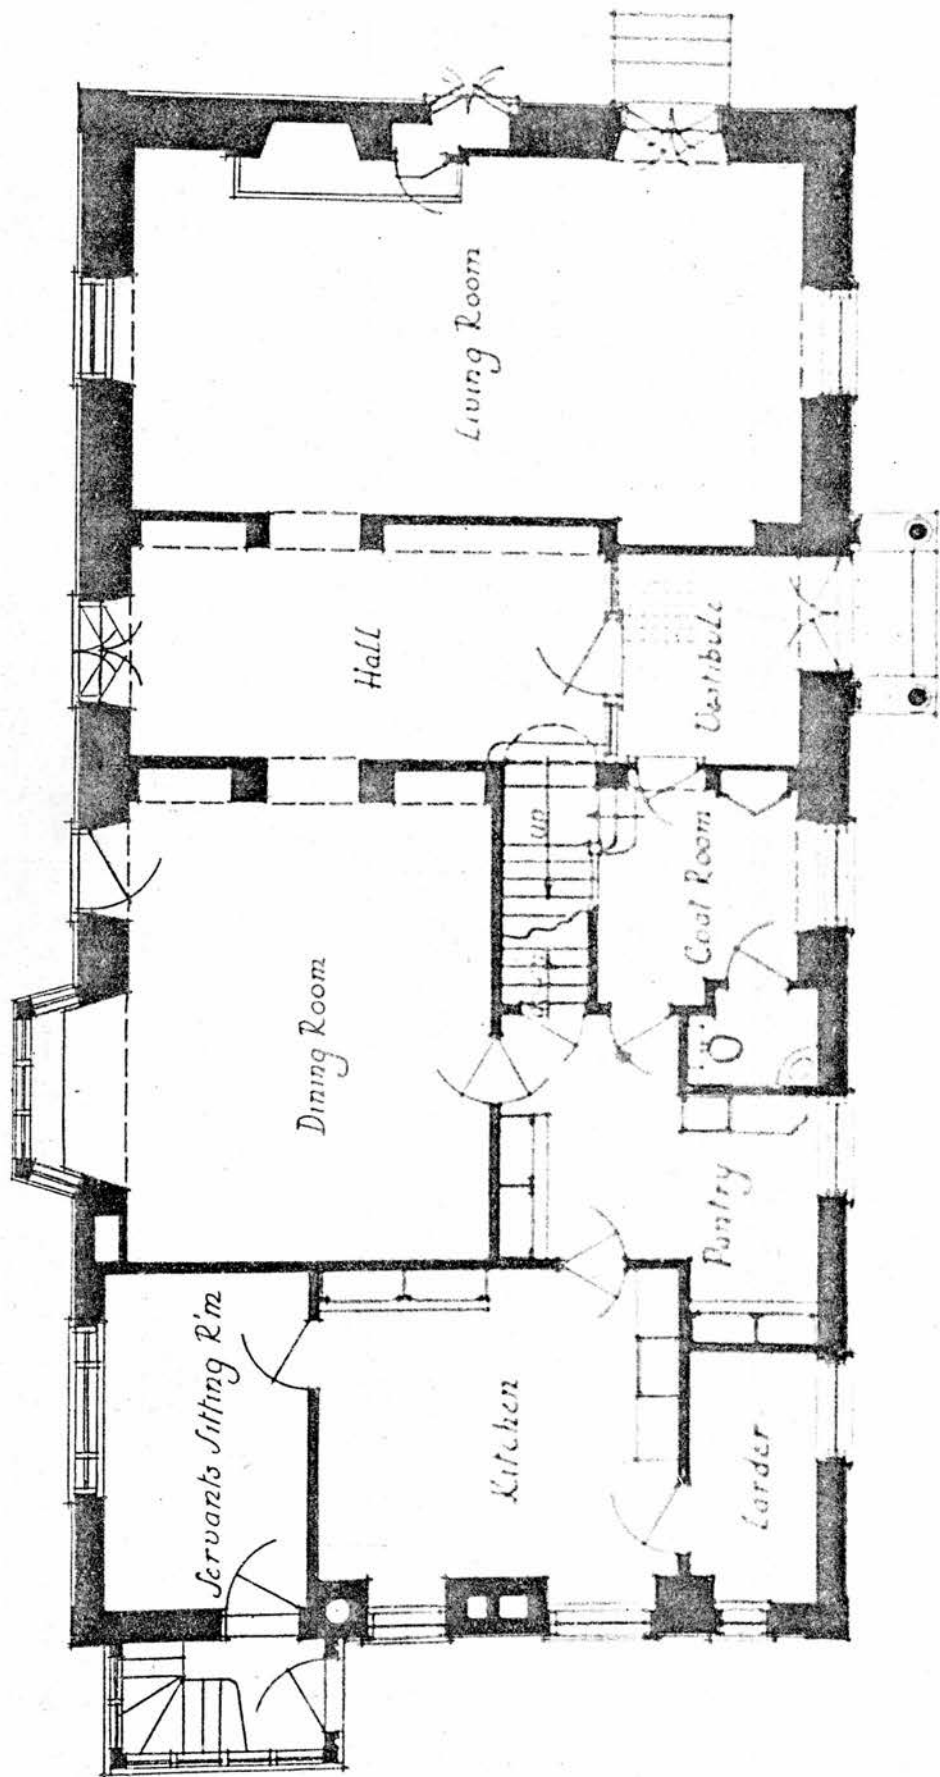 Living Room
Hall
Vestibule
up
Coat Room
Dining Room
Pantry
Servants Sitting R'm
Kitchen
Larder